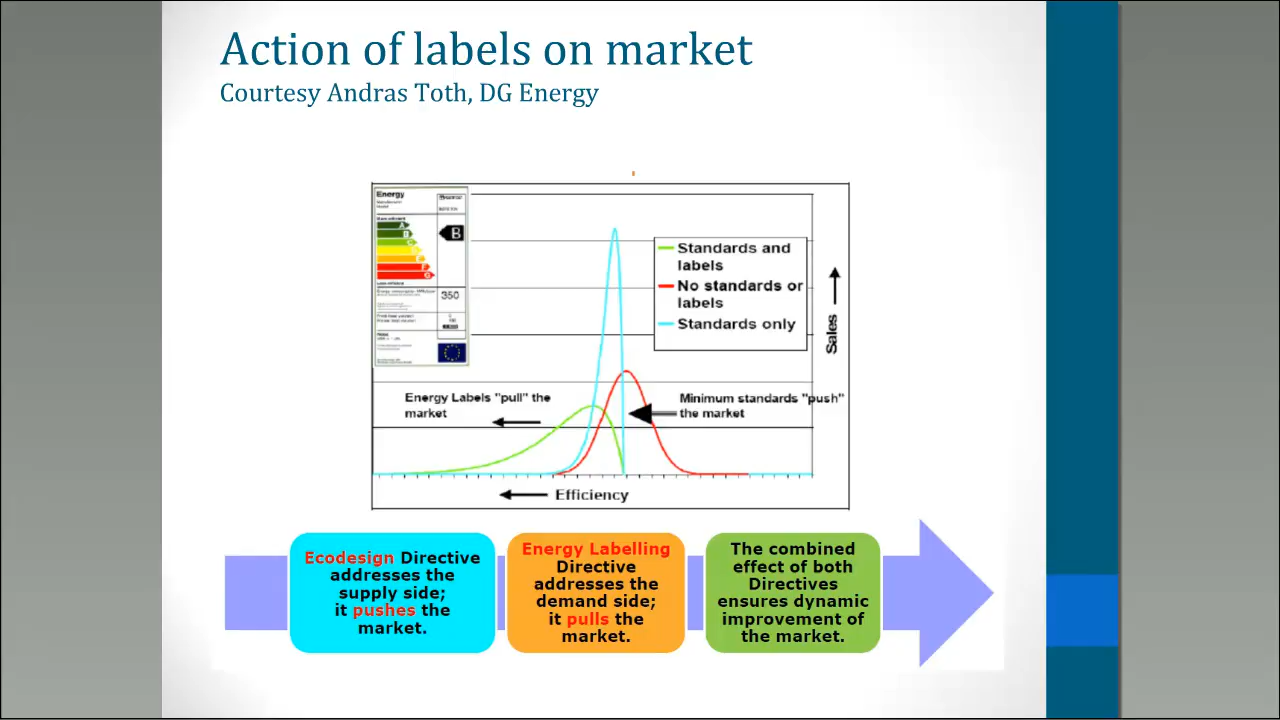 Action of labels on market
Courtesy Andras Toth, DG Energy
Energy
A
B
B
350
Standards and
labels
No standards or
labels
Standards only
Sales
Energy Labels "pull" the
market
Minimum standards "push"
the market
Efficiency
Ecodesign Directive
addresses the
supply side;
it pushes the
market.
Energy Labelling
Directive
addresses the
demand side;
it pulls the
market.
The combined
effect of both
Directives
ensures dynamic
improvement of
the market.